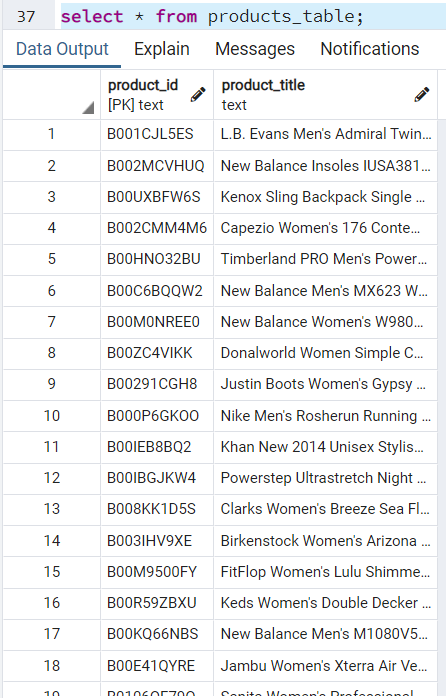 37 select * from products_table;
Data Output Explain Messages Notifications
product_id product_title
[PK] text text
1 B001CJL5ES L.B. Evans Men's Admiral Twin...
2 B002MCVHUQ New Balance Insoles IUSA381...
3 B00UXBFW6S Kenox Sling Backpack Single ...
4 B002CMM4M6 Capezio Women's 176 Conte...
5 B00HNO32BU Timberland PRO Men's Power...
6 B00C6BQQW2 New Balance Men's MX623 W...
7 B00M0NREE0 New Balance Women's W980...
8 B00ZC4VIKK Donalworld Women Simple C...
9 B00291CGH8 Justin Boots Women's Gypsy ...
10 B000P6GKOO Nike Men's Rosherun Running ...
11 B00IEB8BQ2 Khan New 2014 Unisex Stylis...
12 B00IBGJKW4 Powerstep Ultrastretch Night ...
13 B008KK1D5S Clarks Women's Breeze Sea Fl...
14 B003IHV9XE Birkenstock Women's Arizona ...
15 B00M9500FY FitFlop Women's Lulu Shimme...
16 B00R59ZBXU Keds Women's Double Decker ...
17 B00KQ66NBS New Balance Men's M1080V5...
18 B00E41QYRE Jambu Women's Xterra Air Ve...